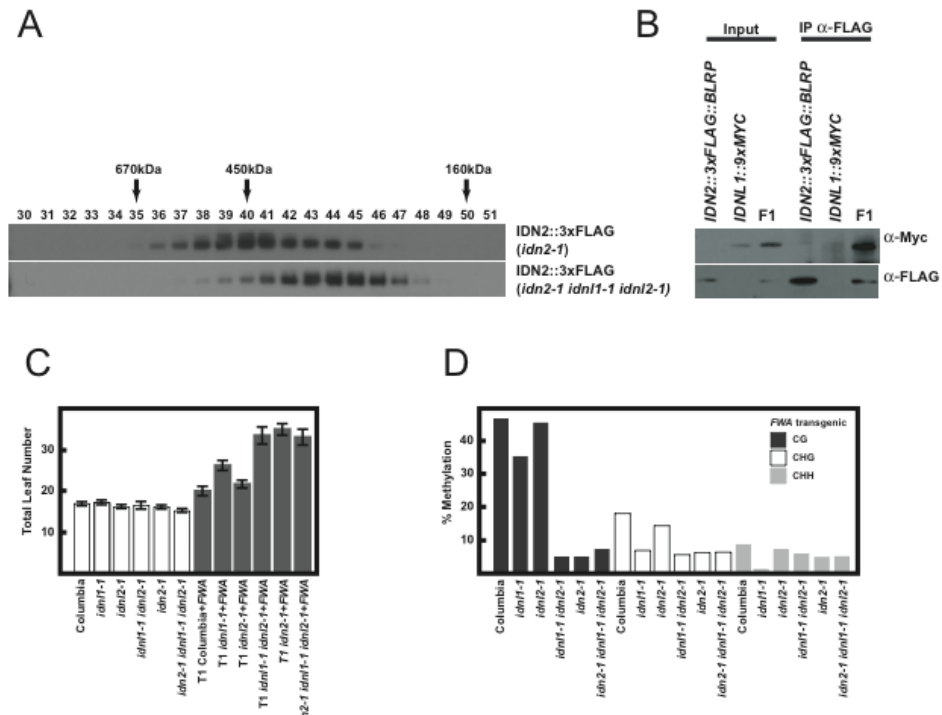 A
670kDa 450kDa 160kDa
30 31 32 33 34 35 36 37 38 39 40 41 42 43 44 45 46 47 48 49 50 51
IDN2::3xFLAG
(idn2-1)
IDN2::3xFLAG
(idn2-1 idnl1-1 idnl2-1)
B
Input IP α-FLAG
IDN2::3xFLAG::BLRP
IDNL1::9xMYC
F1
IDN2::3xFLAG::BLRP
IDNL1::9xMYC
F1
α-Myc
α-FLAG
C
Total Leaf Number
30
20
10
Columbia
idnl1-1
idnl2-1
idnl1-1 idnl2-1
idn2-1
idn2-1 idnl1-1 idnl2-1
T1 Columbia+FWA
T1 idnl1-1+FWA
T1 idnl2-1+FWA
T1 idnl1-1 idnl2-1+FWA
T1 idn2-1+FWA
n2-1 idnl1-1 idnl2-1+FWA
D
% Methylation
40
30
20
10
FWA transgenic
CG
CHG
CHH
Columbia
idnl1-1
idnl2-1
idnl1-1 idnl2-1
idn2-1
idn2-1 idnl1-1 idnl2-1
Columbia
idnl1-1
idnl2-1
idnl1-1 idnl2-1
idn2-1
idn2-1 idnl1-1 idnl2-1
Columbia
idnl1-1
idnl2-1
idnl1-1 idnl2-1
idn2-1
idn2-1 idnl1-1 idnl2-1